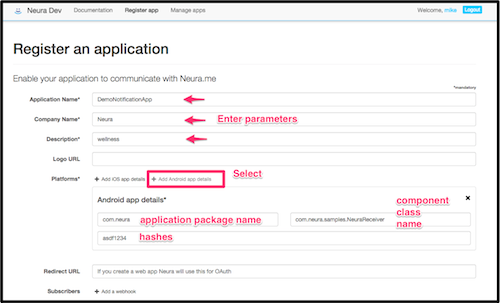 Neura Dev Documentation Register app Manage apps Welcome, mika Logout
Register an application
Enable your application to communicate with Neura.me
*mandatory
Application Name* DemoNotificationApp
Company Name* Neura Enter parameters
Description* wellness
Logo URL
Select
Platforms* + Add iOS app details + Add Android app details
Android app details* ×
component
com.neura application package name com.neura.samples.NeuraReceiver class
name
asdf1234 hashes
Redirect URL If you create a web app Neura will use this for OAuth
Subscribers + Add a webhook